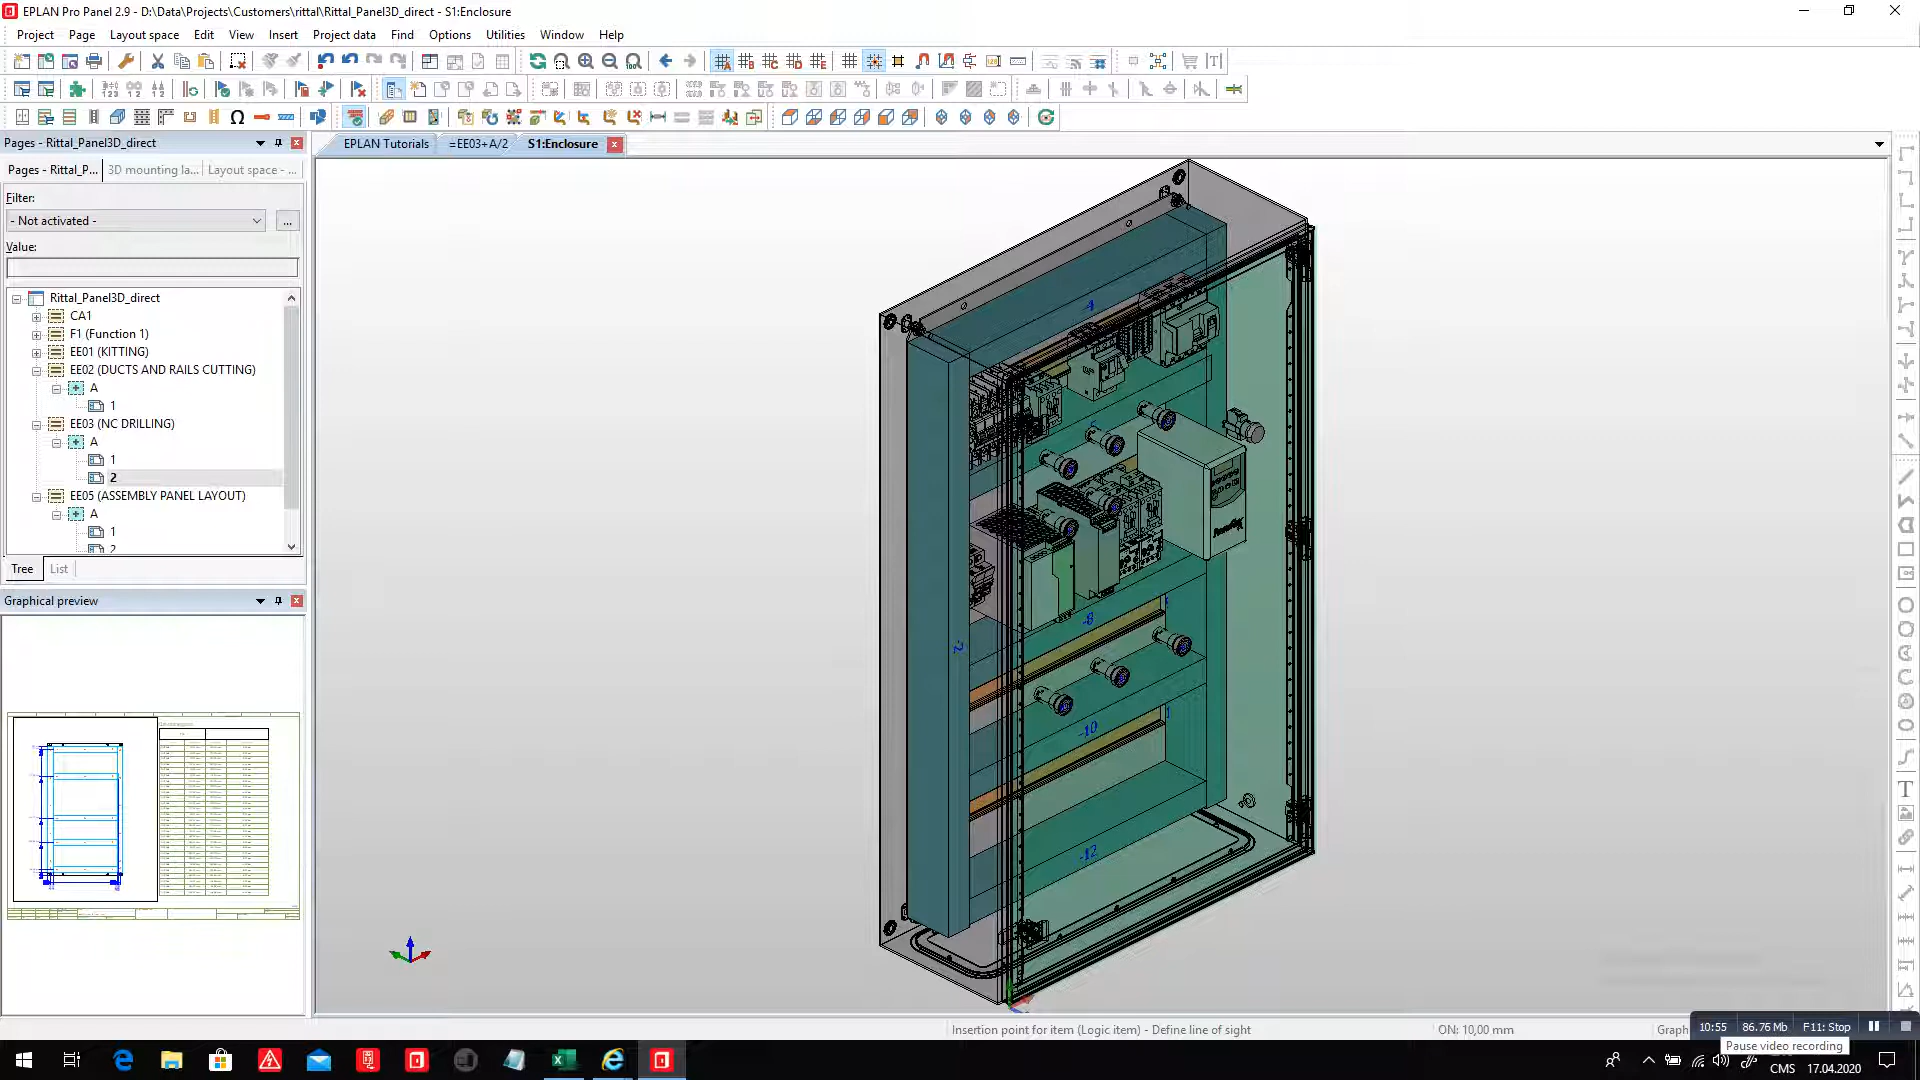 EPLAN Pro Panel 2.9 - D:\Data\Projects\Customers\rittal\Rittal_Panel3D_direct - S1:Enclosure
Project Page Layout space Edit View Insert Project data Find Options Utilities Window Help
Pages - Rittal_Panel3D_direct
EPLAN Tutorials =EE03+A/2 S1:Enclosure
Pages - Rittal_P... 3D mounting la... Layout space - ...
Filter:
- Not activated -
...
Value:
Rittal_Panel3D_direct
CA1
F1 (Function 1)
EE01 (KITTING)
EE02 (DUCTS AND RAILS CUTTING)
A
1
EE03 (NC DRILLING)
A
1
2
EE05 (ASSEMBLY PANEL LAYOUT)
A
1
2
Tree List
Graphical preview
-4
-2
-8
-10
-12
Insertion point for item (Logic item) - Define line of sight
ON: 10,00 mm
Graph
10:55 86.76 Mb F11: Stop
Pause video recording
CMS 17.04.2020